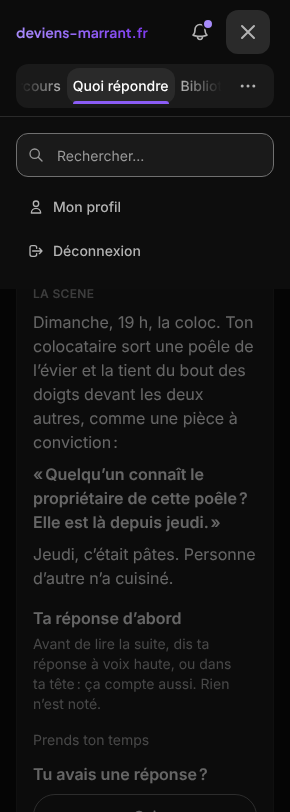 deviens-marrant.fr
cours Quoi répondre Biblio
Rechercher...
Mon profil
Déconnexion
LA SCÈNE
Dimanche, 19 h, la coloc. Ton
colocataire sort une poêle de
l’évier et la tient du bout des
doigts devant les deux
autres, comme une pièce à
conviction :
« Quelqu’un connaît le
propriétaire de cette poêle ?
Elle est là depuis jeudi. »
Jeudi, c’était pâtes. Personne
d’autre n’a cuisiné.
Ta réponse d’abord
Avant de lire la suite, dis ta
réponse à voix haute, ou dans
ta tête : ça compte aussi. Rien
n’est noté.
Prends ton temps
Tu avais une réponse ?